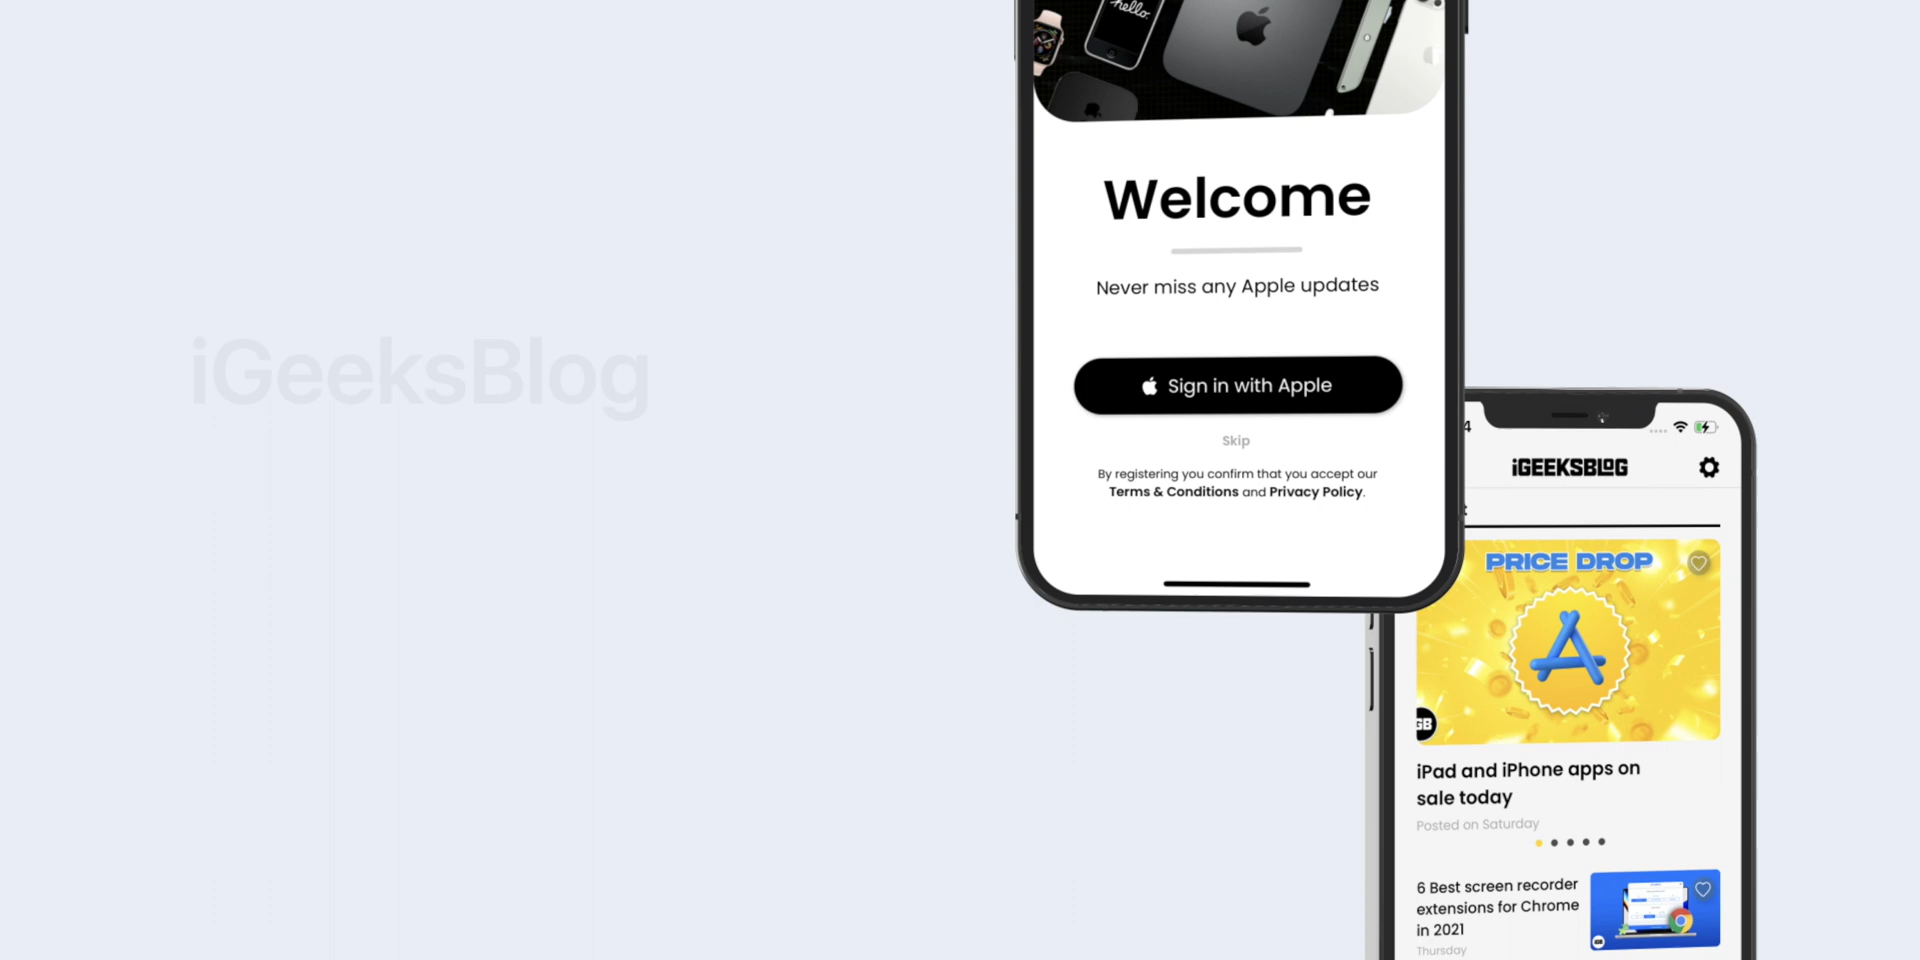 hello.
iGeeksBlog
Welcome
Never miss any Apple updates
Sign in with Apple
Skip
By registering you confirm that you accept our
Terms & Conditions and Privacy Policy.
4
iGEEKSBLOG
PRICE DROP
GB
iPad and iPhone apps on
sale today
Posted on Saturday
6 Best screen recorder
extensions for Chrome
in 2021
Thursday